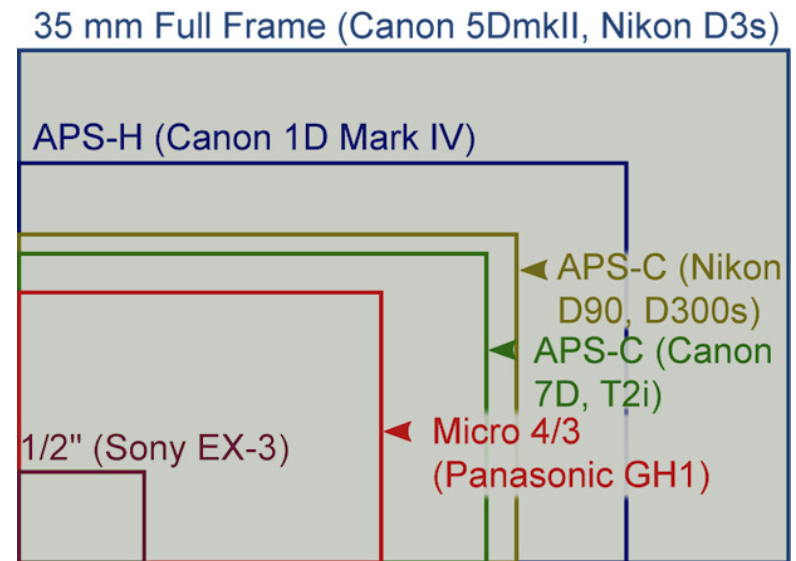 35 mm Full Frame (Canon 5DmkII, Nikon D3s)
APS-H (Canon 1D Mark IV)
APS-C (Nikon
D90, D300s)
APS-C (Canon
7D, T2i)
Micro 4/3
(Panasonic GH1)
1/2" (Sony EX-3)